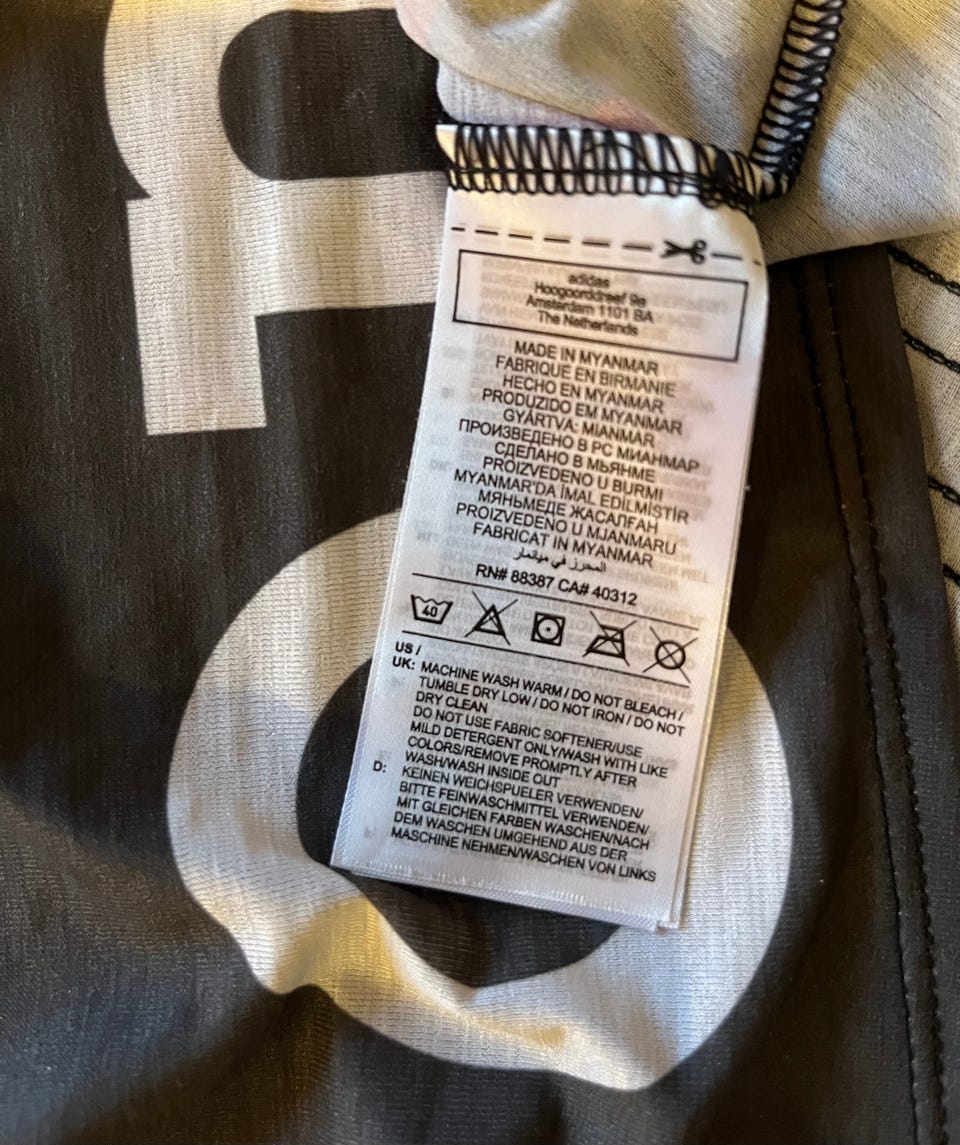 adidas
Hoogoorddreef 9a
Amsterdam 1101 BA
The Netherlands
MADE IN MYANMAR
FABRIQUE EN BIRMANIE
HECHO EN MYANMAR
PRODUZIDO EM MYANMAR
GYÁRTVA: MIANMAR
ПРОИЗВЕДЕНО В РС МИАНМАР
СДЕЛАНО В МЬЯНМЕ
PROIZVEDENO U BURMI
MYANMAR'DA İMAL EDİLMİSTİR
МЯНЬМЕДЕ ЖАСАЛҒАН
PROIZVEDENO U MJANMARU
FABRICAT IN MYANMAR
في ميانمار
RN# 88387 CA# 40312
40
US /
UK: MACHINE WASH WARM / DO NOT BLEACH /
TUMBLE DRY LOW / DO NOT IRON / DO NOT
DRY CLEAN
DO NOT USE FABRIC SOFTENER/USE
MILD DETERGENT ONLY/WASH WITH LIKE
COLORS/REMOVE PROMPTLY AFTER
WASH/WASH INSIDE OUT
D: KEINEN WEICHSPUELER VERWENDEN/
BITTE FEINWASCHMITTEL VERWENDEN/
MIT GLEICHEN FARBEN WASCHEN/NACH
DEM WASCHEN UMGEHEND AUS DER
MASCHINE NEHMEN/WASCHEN VON LINKS